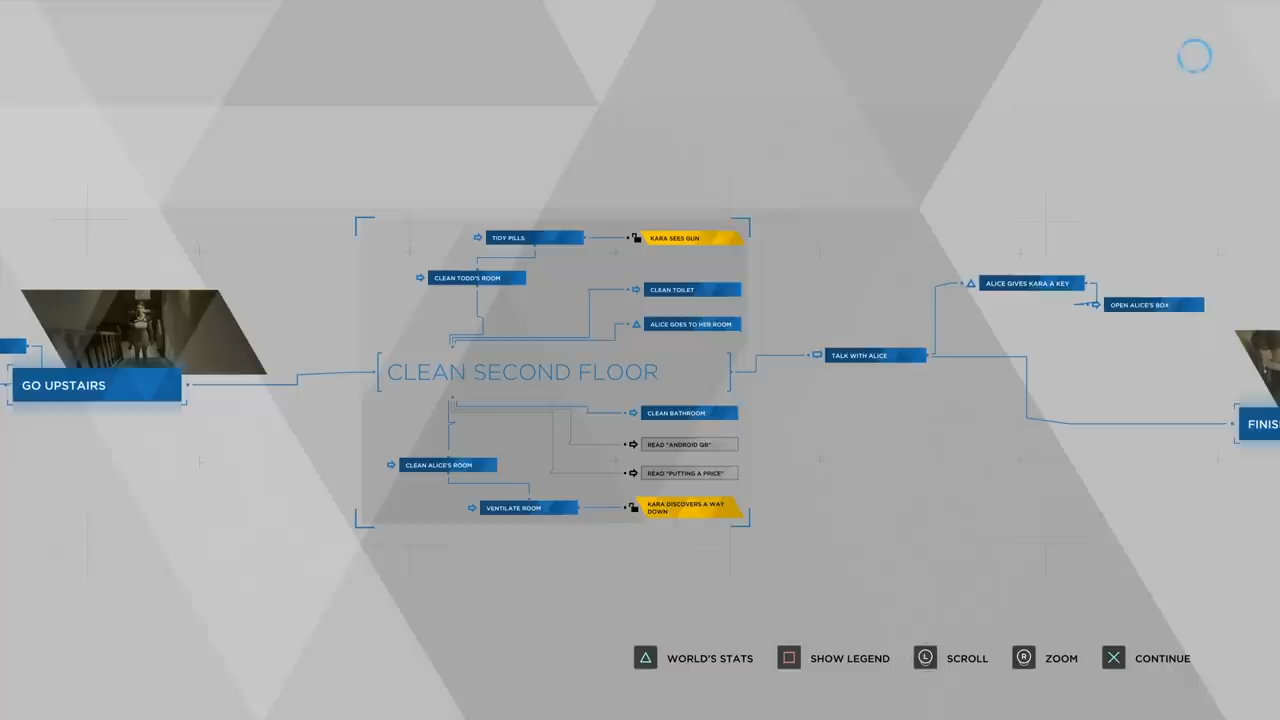 TIDY PILLS
KARA SEES GUN
CLEAN TODD'S ROOM
CLEAN TOILET
ALICE GIVES KARA A KEY
OPEN ALICE'S BOX
ALICE GOES TO HER ROOM
TALK WITH ALICE
CLEAN SECOND FLOOR
GO UPSTAIRS
CLEAN BATHROOM
FINIS
READ "ANDROID QB"
CLEAN ALICE'S ROOM
READ "PUTTING A PRICE"
VENTILATE ROOM
KARA DISCOVERS A WAY
DOWN
WORLD'S STATS
SHOW LEGEND
L
SCROLL
R
ZOOM
CONTINUE